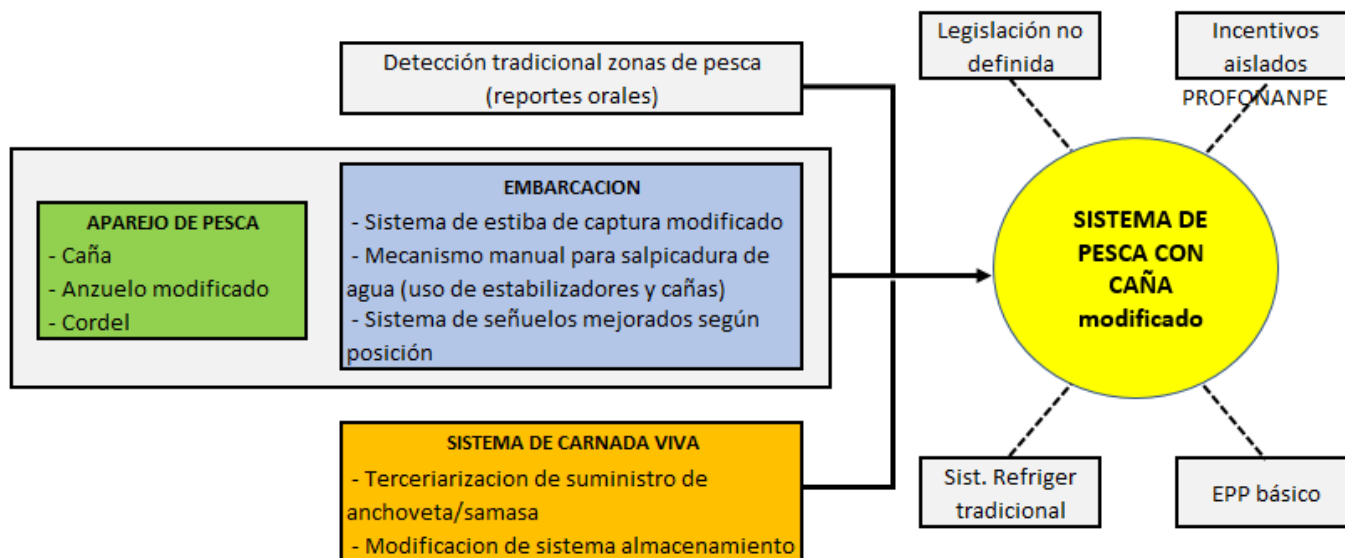 Detección tradicional zonas de pesca
(reportes orales)
Legislación no
definida
Incentivos
aislados
PROFONANPE
APAREJO DE PESCA
- Caña
- Anzuelo modificado
- Cordel
EMBARCACION
- Sistema de estiba de captura modificado
- Mecanismo manual para salpicadura de
agua (uso de estabilizadores y cañas)
- Sistema de señuelos mejorados según
posición
SISTEMA DE
PESCA CON
CAÑA
modificado
SISTEMA DE CARNADA VIVA
- Terceriarizacion de suministro de
anchoveta/samasa
- Modificacion de sistema almacenamiento
Sist. Refriger
tradicional
EPP básico